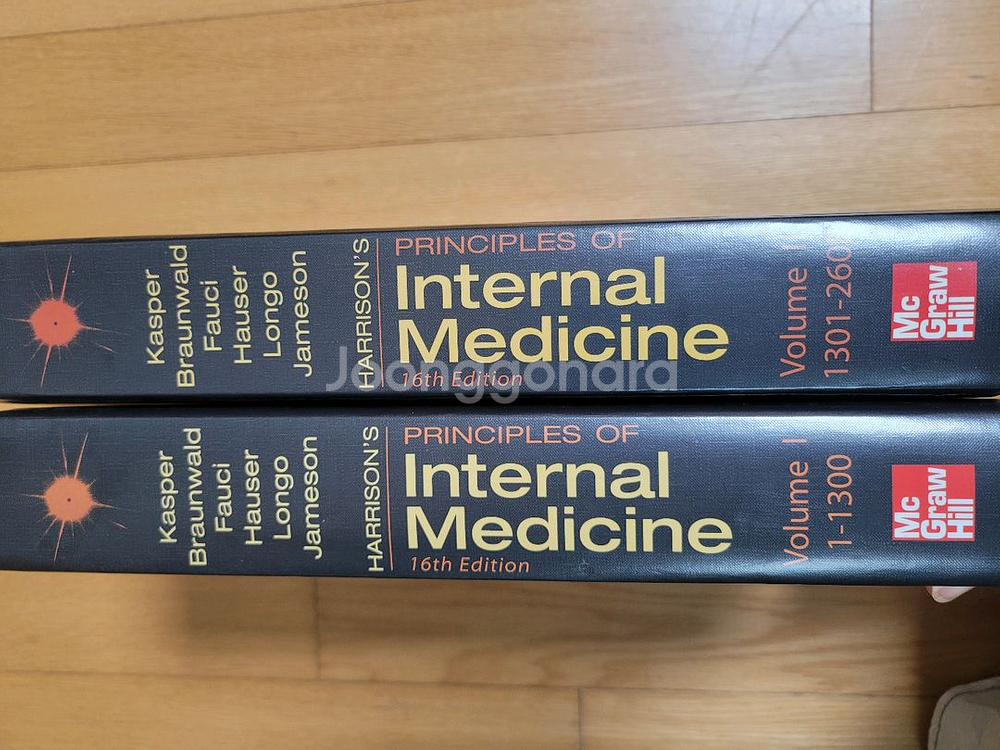 Kasper
Braunwald
Fauci
Hauser
Longo
Jameson
HARRISON'S
PRINCIPLES OF
Internal
Medicine
16th Edition
Volume I
1301-2607
Mc
Graw
Hill
Joonggonara
Kasper
Braunwald
Fauci
Hauser
Longo
Jameson
HARRISON'S
PRINCIPLES OF
Internal
Medicine
16th Edition
Volume I
1-1300
Mc
Graw
Hill